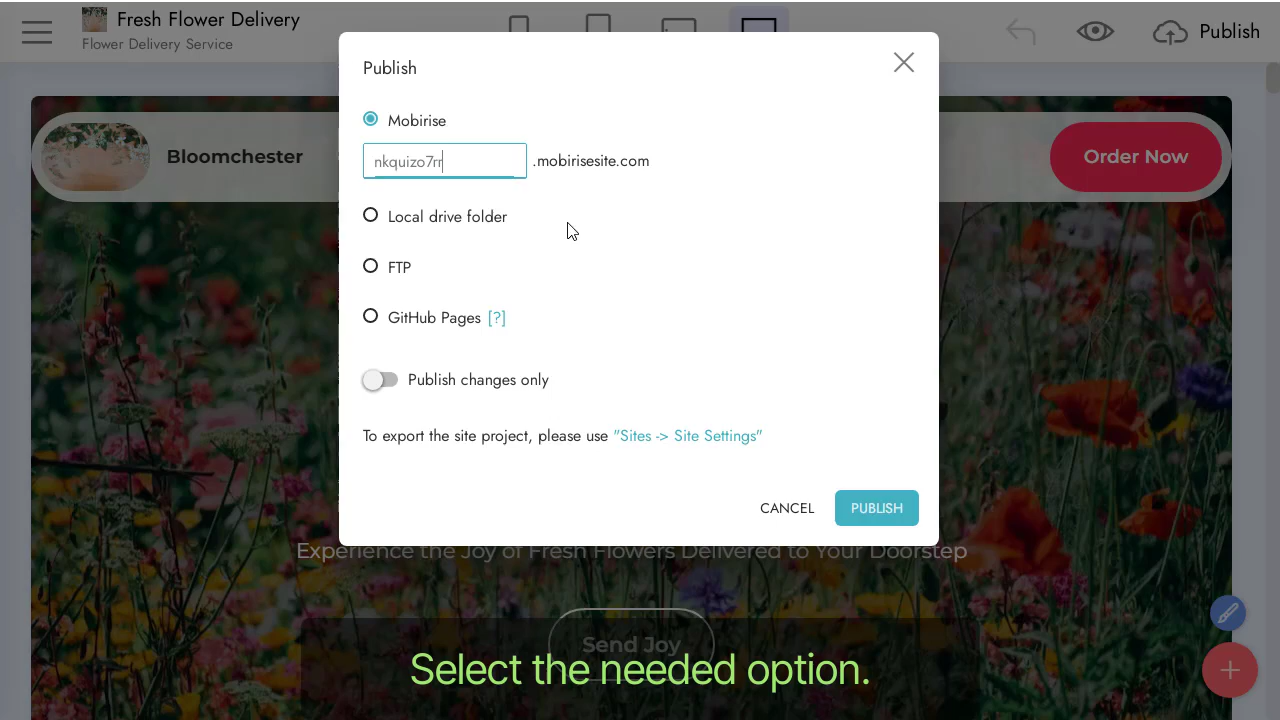 Fresh Flower Delivery
Flower Delivery Service
Publish
Publish
Mobirise
nkquizo7rr
.mobirisesite.com
Bloomchester
Order Now
Local drive folder
FTP
GitHub Pages [?]
Publish changes only
To export the site project, please use "Sites -> Site Settings"
CANCEL
PUBLISH
Experience the Joy of Fresh Flowers Delivered to Your Doorstep
Send Joy
Select the needed option.